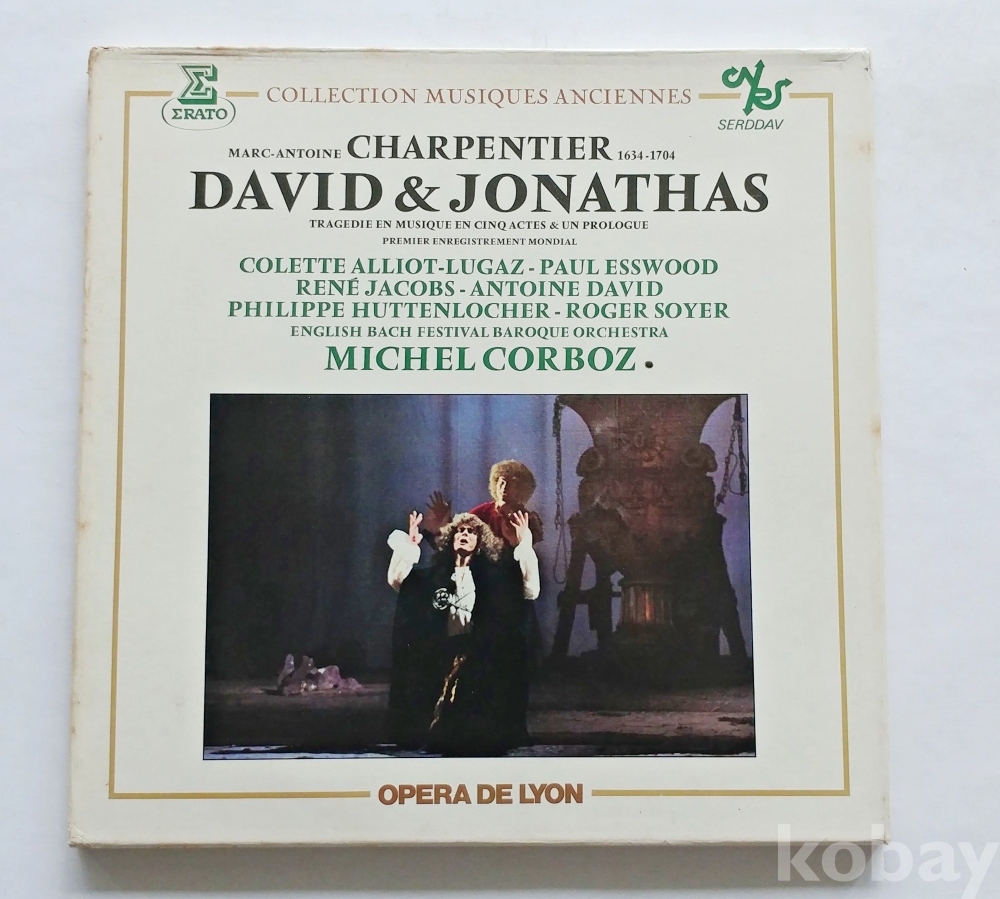 ERATO
COLLECTION MUSIQUES ANCIENNES
CNRS
SERDDAV
MARC-ANTOINE CHARPENTIER 1634-1704
DAVID & JONATHAS
TRAGEDIE EN MUSIQUE EN CINQ ACTES & UN PROLOGUE
PREMIER ENREGISTREMENT MONDIAL
COLETTE ALLIOT-LUGAZ - PAUL ESSWOOD
RENÉ JACOBS - ANTOINE DAVID
PHILIPPE HUTTENLOCHER - ROGER SOYER
ENGLISH BACH FESTIVAL BAROQUE ORCHESTRA
MICHEL CORBOZ
OPERA DE LYON
kobay